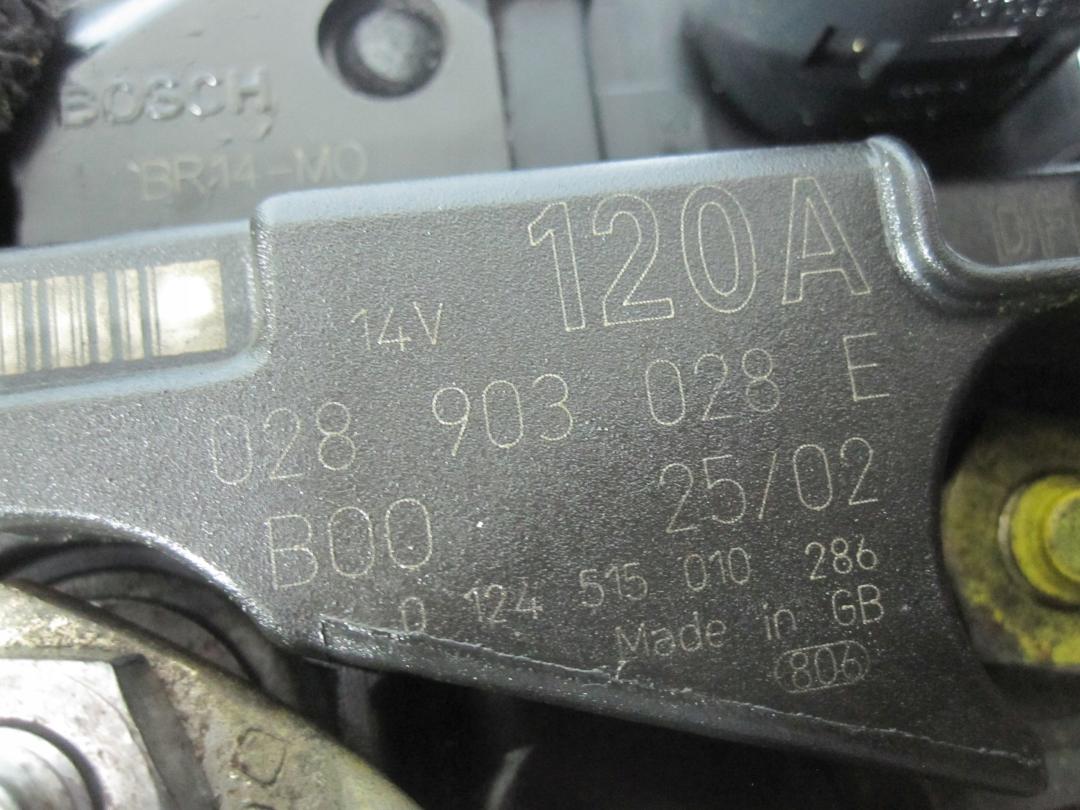 BOSCH
BR14-MO
120A
14V
028 903 028 E
B00 25/02
0 124 515 010 286
Made in GB
806